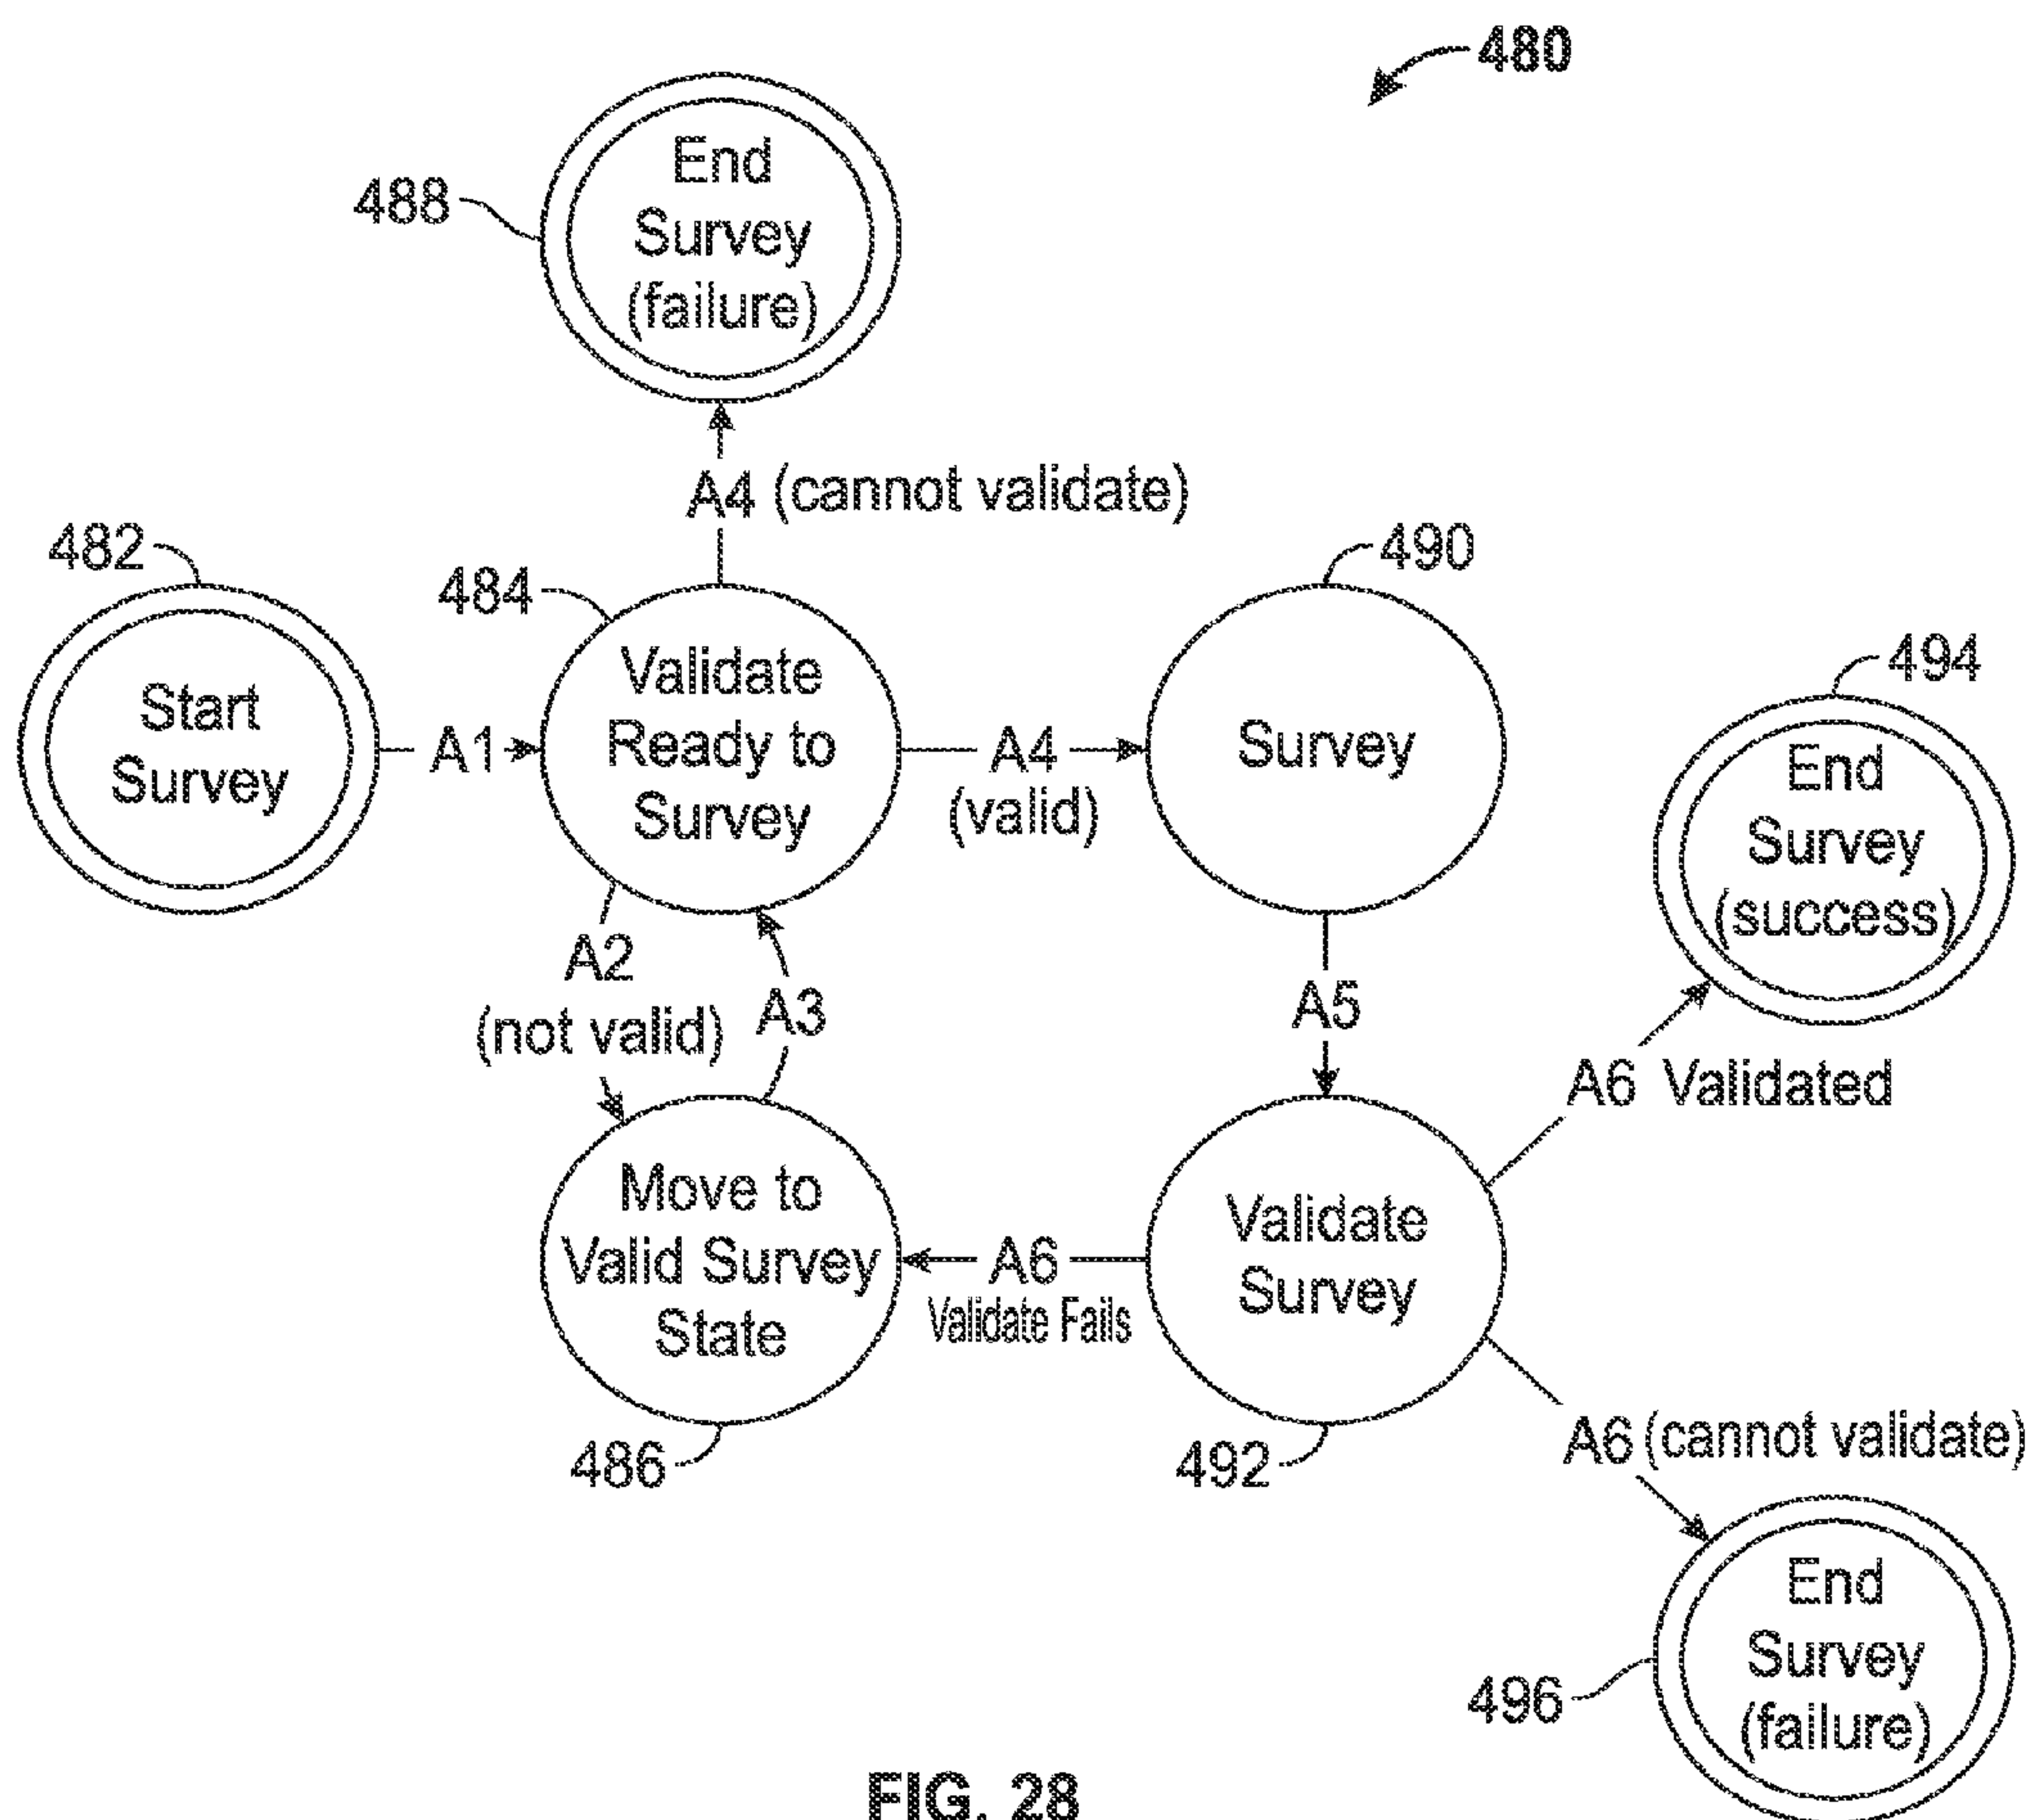 480
End
Survey
(failure)
488
A4 (cannot validate)
482
484
490
494
Start
Survey
A1
Validate
Ready to
Survey
A4
(valid)
Survey
End
Survey
(success)
A2
(not valid)
A3
A5
A6 Validated
Move to
Valid Survey
State
A6
Validate Fails
Validate
Survey
486
492
A6 (cannot validate)
End
Survey
(failure)
496
FIG. 28